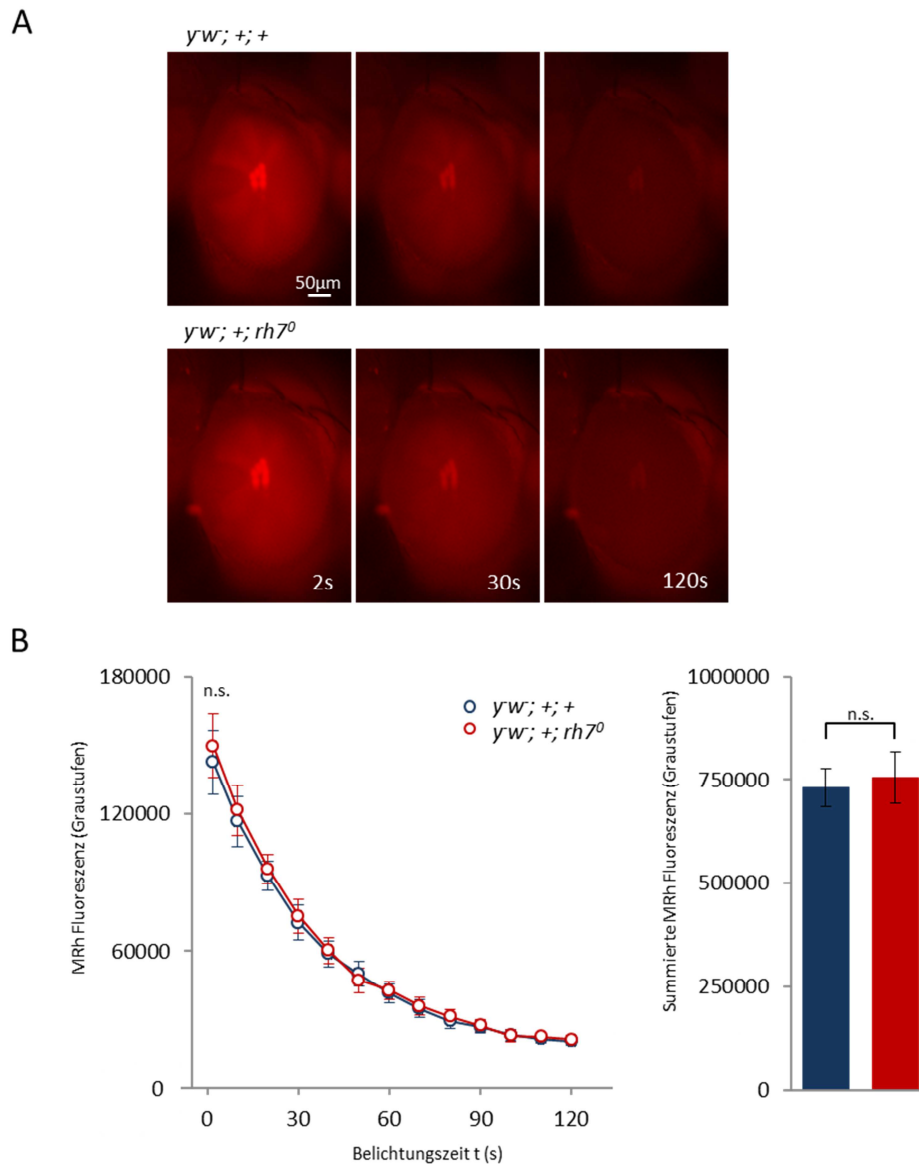 A
y⁻w⁻; +; +
50µm
y⁻w⁻; +; rh7⁰
2s
30s
120s
B
180000
120000
60000
0
n.s.
y⁻w⁻; +; +
y⁻w⁻; +; rh7⁰
MRh Fluoreszenz (Graustufen)
0
30
60
90
120
Belichtungszeit t (s)
1000000
750000
500000
250000
0
n.s.
Summierte MRh Fluoreszenz (Graustufen)